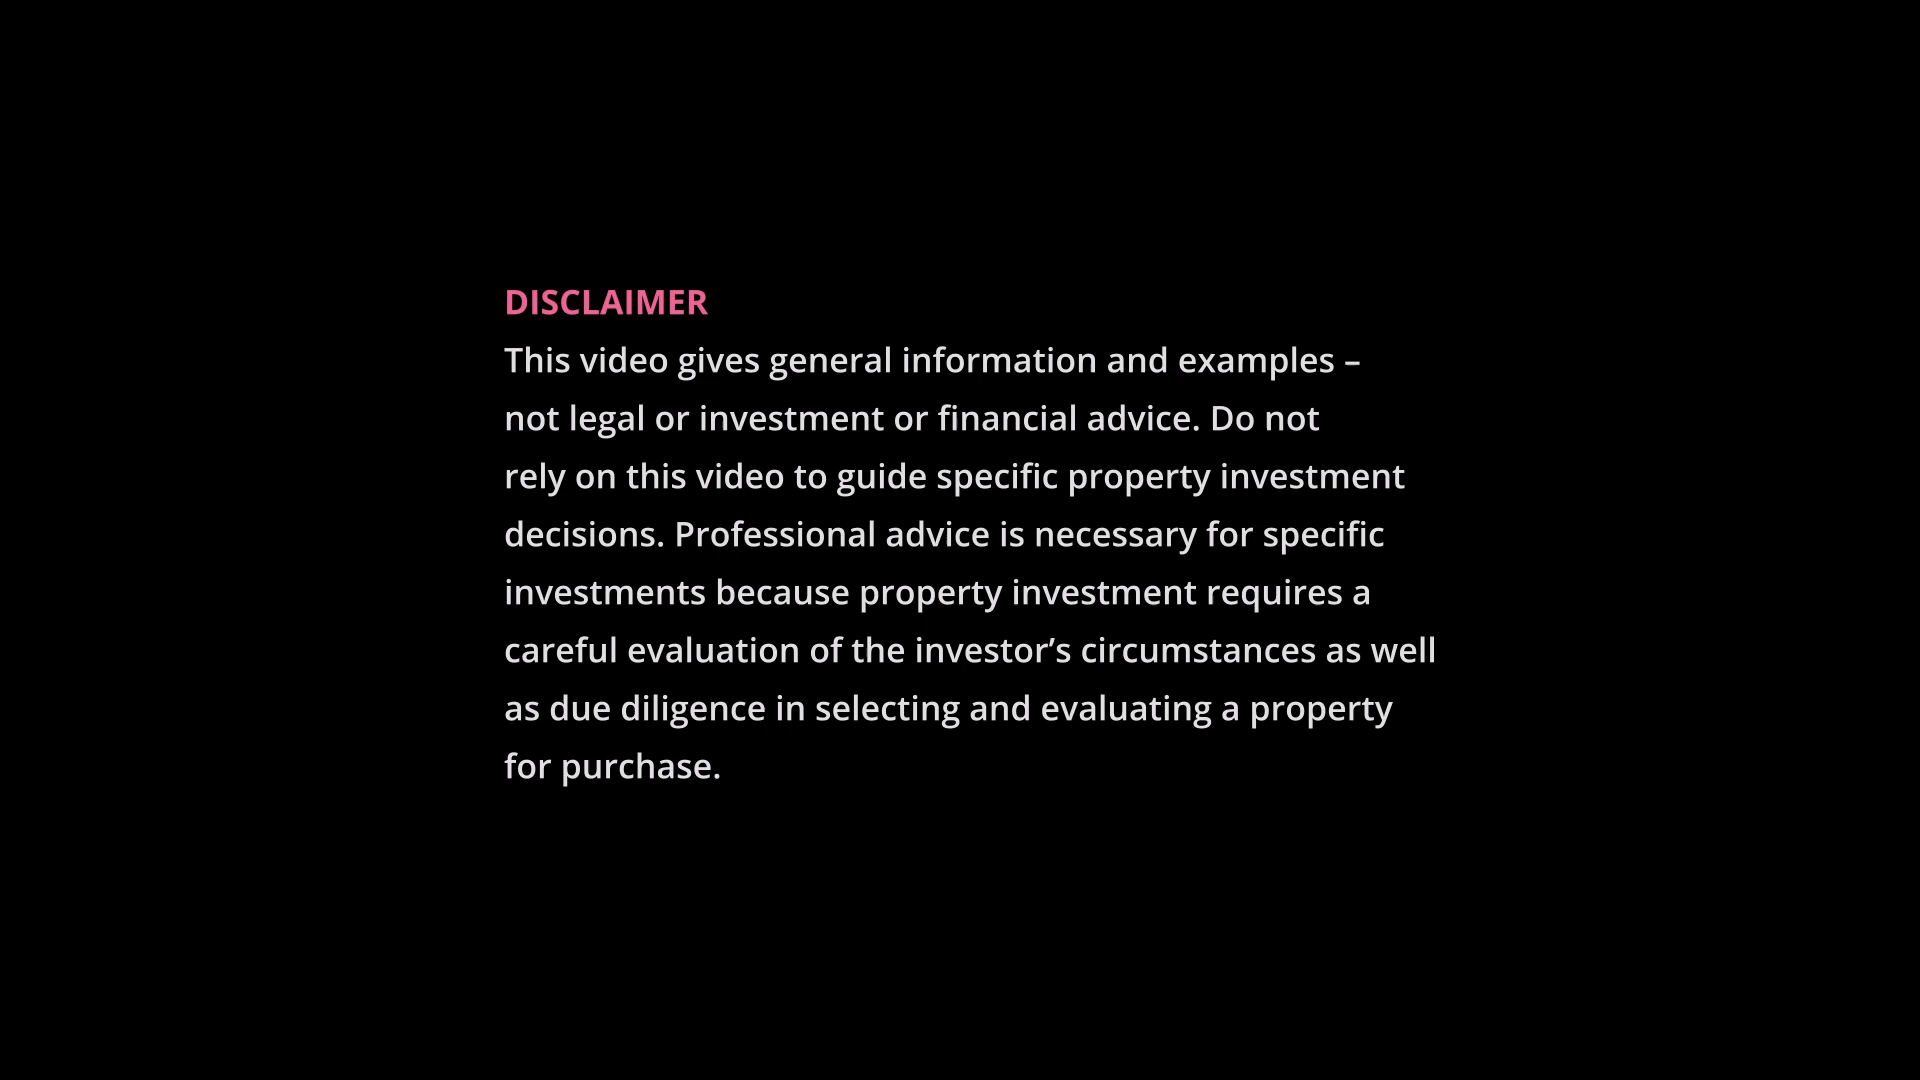 DISCLAIMER
This video gives general information and examples –
not legal or investment or financial advice. Do not
rely on this video to guide specific property investment
decisions. Professional advice is necessary for specific
investments because property investment requires a
careful evaluation of the investor’s circumstances as well
as due diligence in selecting and evaluating a property
for purchase.